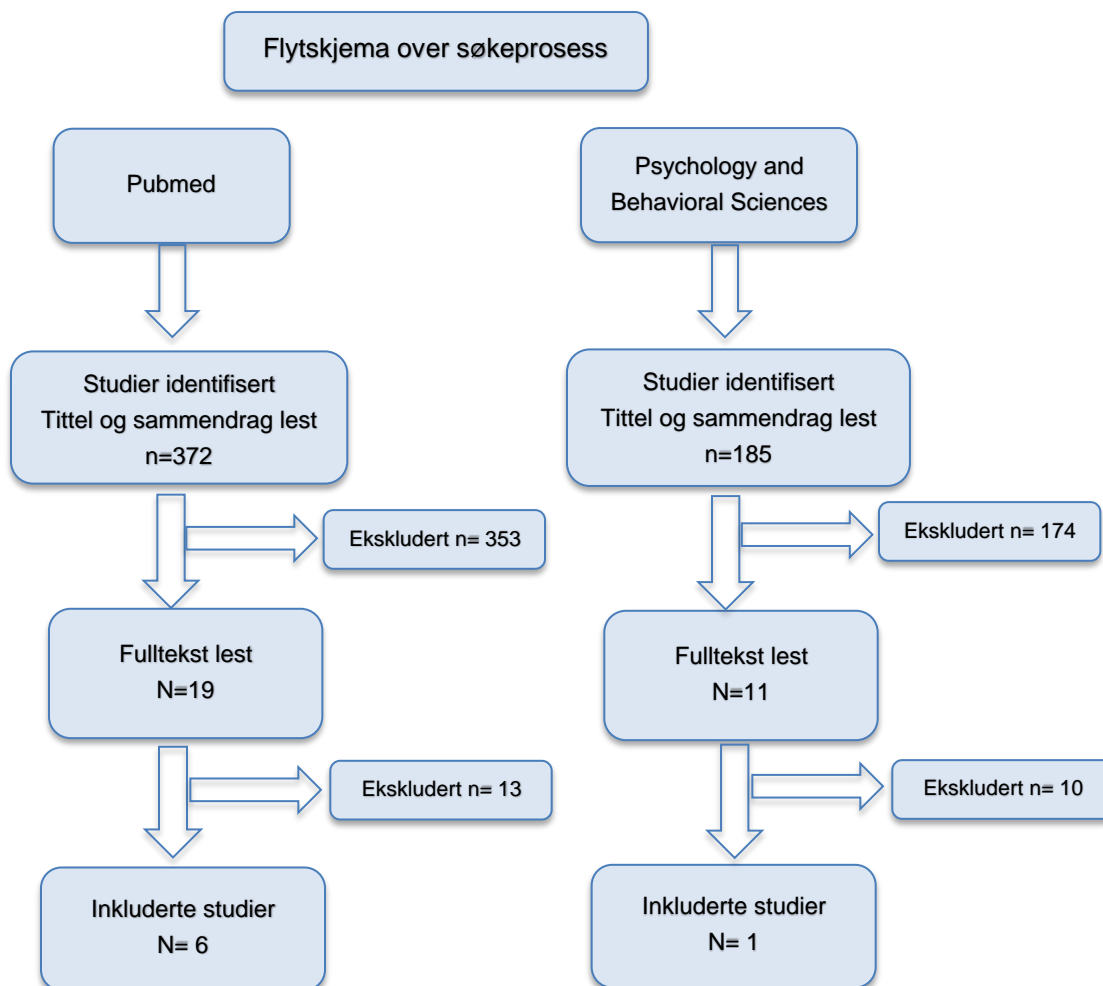 Flytskjema over søkeprosess
Pubmed
Studier identifisert
Tittel og sammendrag lest
n=372
Ekskludert n= 353
Fulltekst lest
N=19
Ekskludert n= 13
Inkluderte studier
N= 6
Psychology and
Behavioral Sciences
Studier identifisert
Tittel og sammendrag lest
n=185
Ekskludert n= 174
Fulltekst lest
N=11
Ekskludert n= 10
Inkluderte studier
N= 1